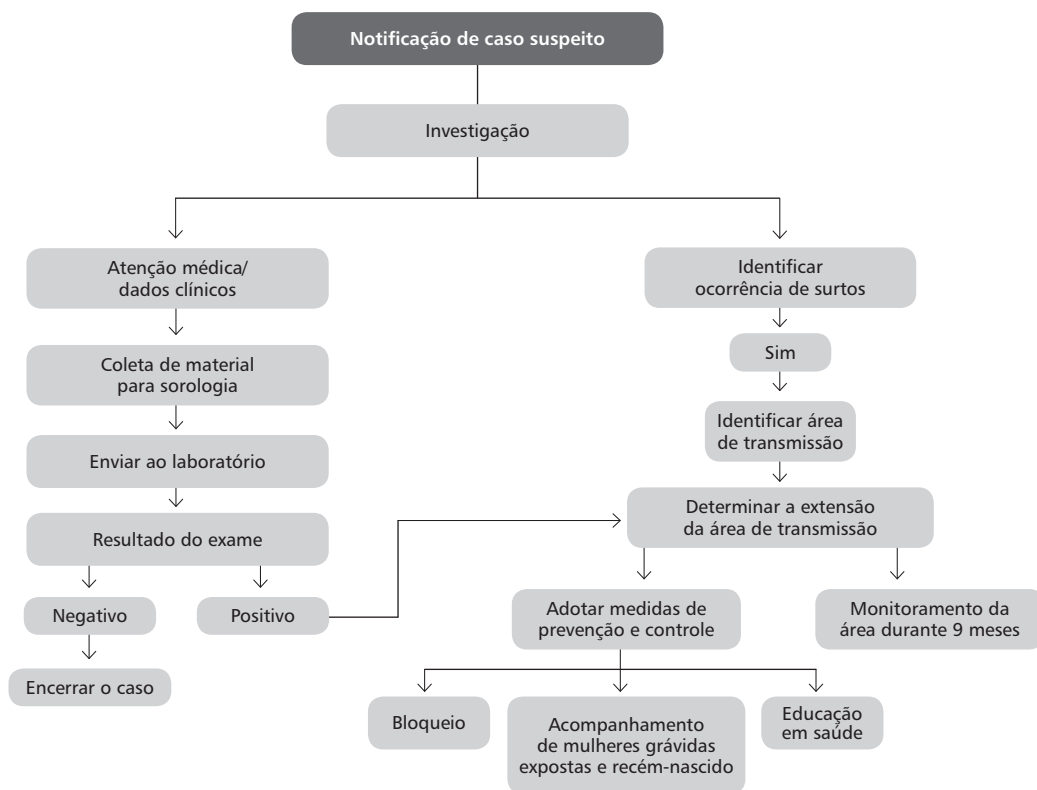 Notificação de caso suspeito
Investigação
Atenção médica/
dados clínicos
Coleta de material
para sorologia
Enviar ao laboratório
Resultado do exame
Negativo
Positivo
Encerrar o caso
Identificar
ocorrência de surtos
Sim
Identificar área
de transmissão
Determinar a extensão
da área de transmissão
Adotar medidas de
prevenção e controle
Monitoramento da
área durante 9 meses
Bloqueio
Acompanhamento
de mulheres grávidas
expostas e recém-nascido
Educação
em saúde